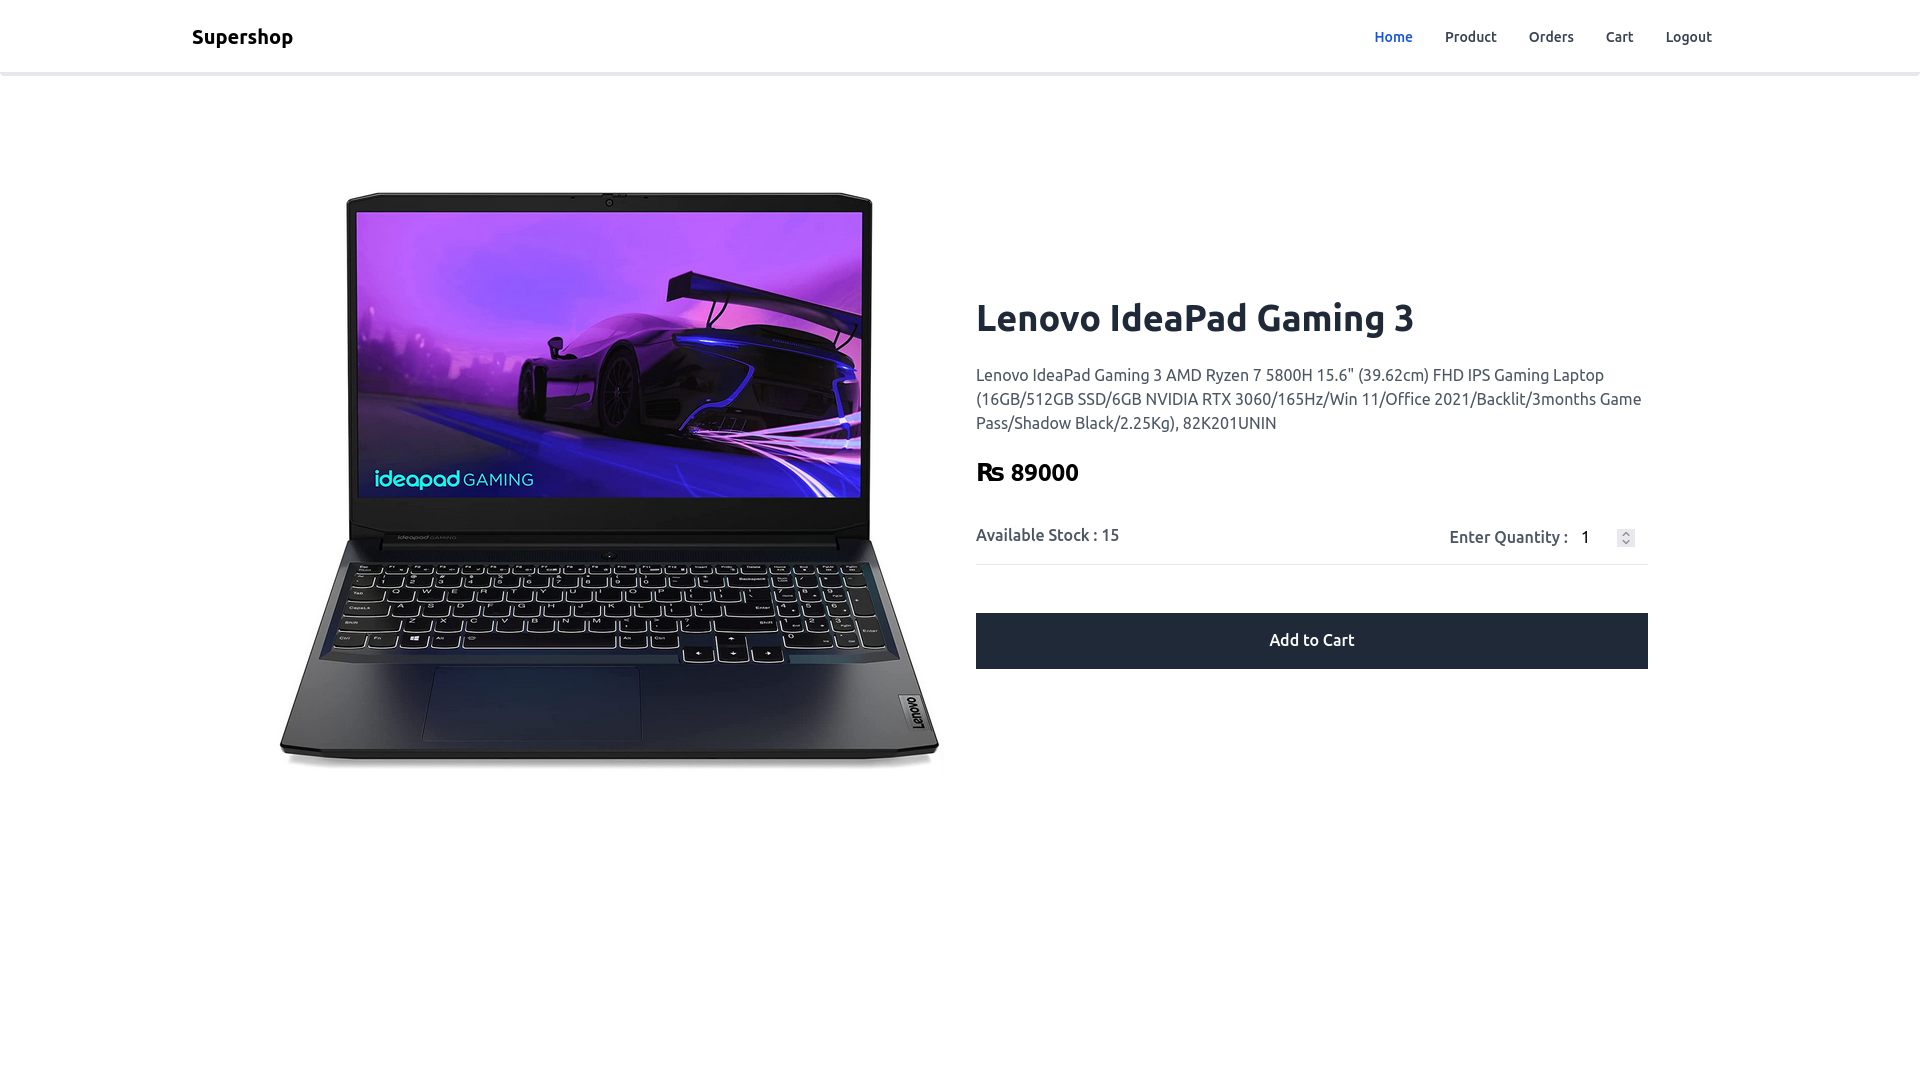 Supershop
Home Product Orders Cart Logout
ideapad GAMING
Lenovo
Lenovo IdeaPad Gaming 3
Lenovo IdeaPad Gaming 3 AMD Ryzen 7 5800H 15.6" (39.62cm) FHD IPS Gaming Laptop
(16GB/512GB SSD/6GB NVIDIA RTX 3060/165Hz/Win 11/Office 2021/Backlit/3months Game
Pass/Shadow Black/2.25Kg), 82K201UNIN
₨ 89000
Available Stock : 15
Enter Quantity : 1
Add to Cart